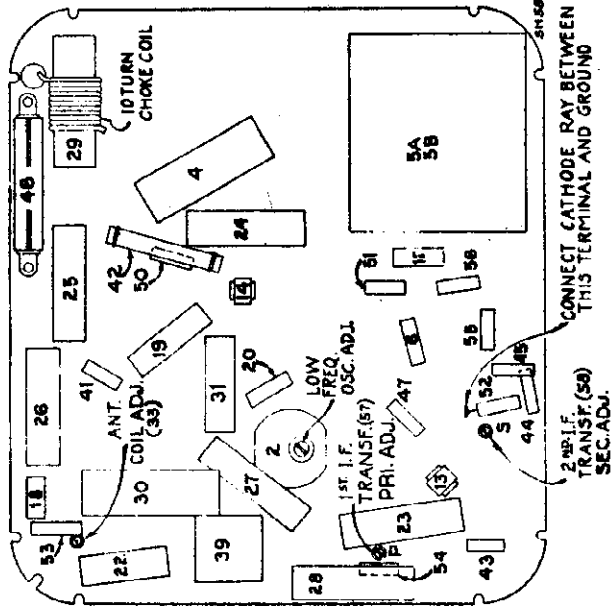 48
29
10 TURN
CHOKE COIL
SM58
25
26
18
53
22
41
ANT.
COIL ADJ.
(33)
19
42
50
4
24
14
30
39
31
20
2
27
LOW
FREQ.
OSC. ADJ.
28
1ST. I.F.
TRANSF. (57)
PRI. ADJ.
P
54
23
13
47
43
5A
5B
51
58
55
52
S
45
44
2ND I.F.
TRANSF. (58)
SEC. ADJ.
CONNECT CATHODE RAY BETWEEN
THIS TERMINAL AND GROUND